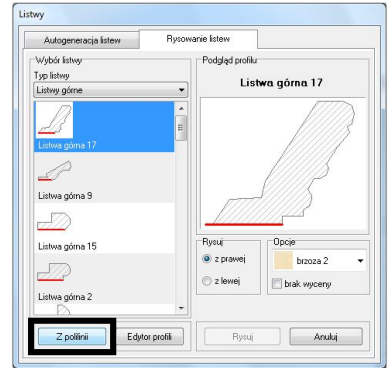 Listwy
Autogeneracja listew
Rysowanie listew
Wybór listwy
Typ listwy
Listwy górne
Listwa górna 17
Listwa górna 9
Listwa górna 15
Listwa górna 2
Z polilinii
Edytor profili
Podgląd profilu
Listwa górna 17
Rysuj
z prawej
z lewej
Opcje
brzoza 2
brak wyceny
Rysuj
Anuluj